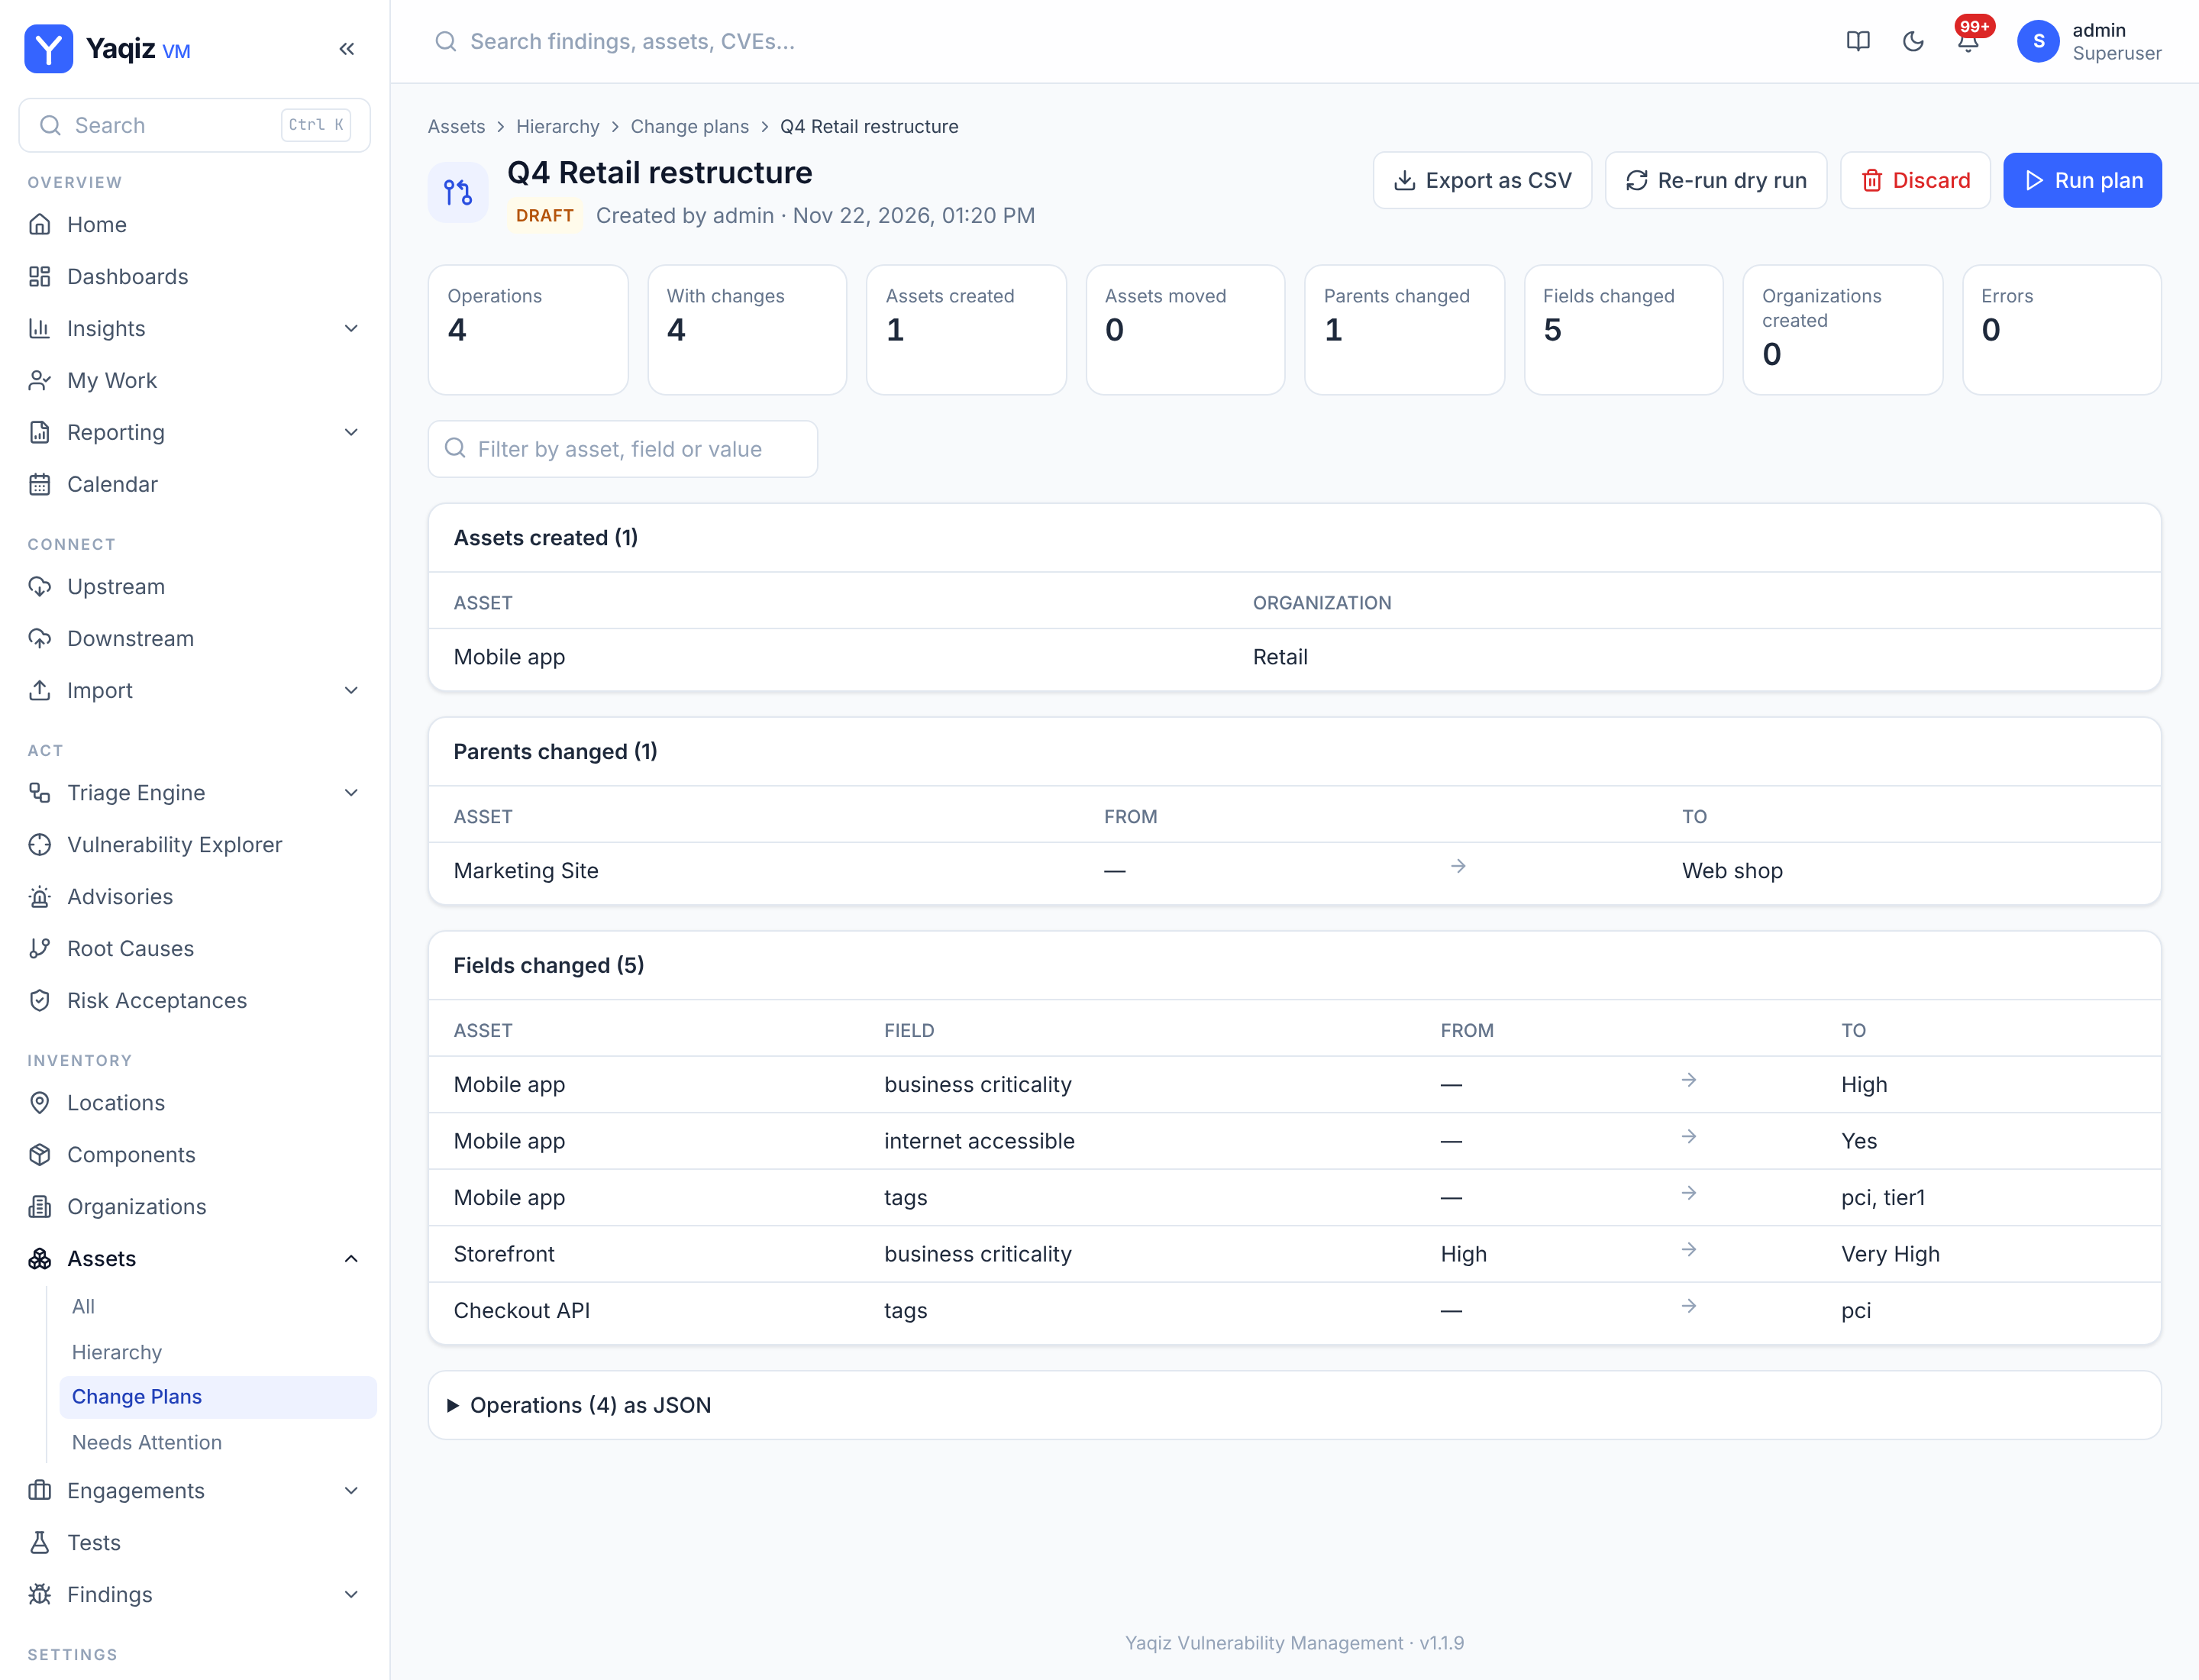 Yaqiz VM
Search
Ctrl K
OVERVIEW
Home
Dashboards
Insights
My Work
Reporting
Calendar
CONNECT
Upstream
Downstream
Import
ACT
Triage Engine
Vulnerability Explorer
Advisories
Root Causes
Risk Acceptances
INVENTORY
Locations
Components
Organizations
Assets
All
Hierarchy
Change Plans
Needs Attention
Engagements
Tests
Findings
SETTINGS
Search findings, assets, CVEs...
99+
S
admin
Superuser
Assets > Hierarchy > Change plans > Q4 Retail restructure
Q4 Retail restructure
DRAFT Created by admin · Nov 22, 2026, 01:20 PM
Export as CSV
Re-run dry run
Discard
Run plan
Operations
4
With changes
4
Assets created
1
Assets moved
0
Parents changed
1
Fields changed
5
Organizations
created
0
Errors
0
Filter by asset, field or value
Assets created (1)
ASSET ORGANIZATION
Mobile app Retail
Parents changed (1)
ASSET FROM TO
Marketing Site — → Web shop
Fields changed (5)
ASSET FIELD FROM TO
Mobile app business criticality — → High
Mobile app internet accessible — → Yes
Mobile app tags — → pci, tier1
Storefront business criticality High → Very High
Checkout API tags — → pci
Operations (4) as JSON
Yaqiz Vulnerability Management · v1.1.9